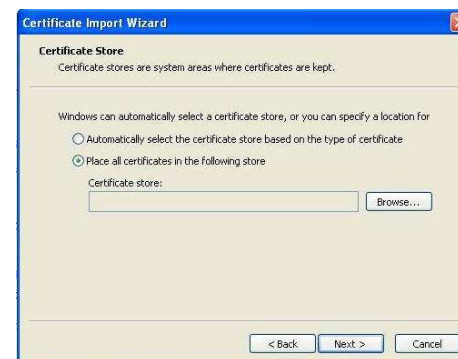 Certificate Import Wizard
Certificate Store
Certificate stores are system areas where certificates are kept.
Windows can automatically select a certificate store, or you can specify a location for
Automatically select the certificate store based on the type of certificate
Place all certificates in the following store
Certificate store:
Browse...
< Back Next > Cancel